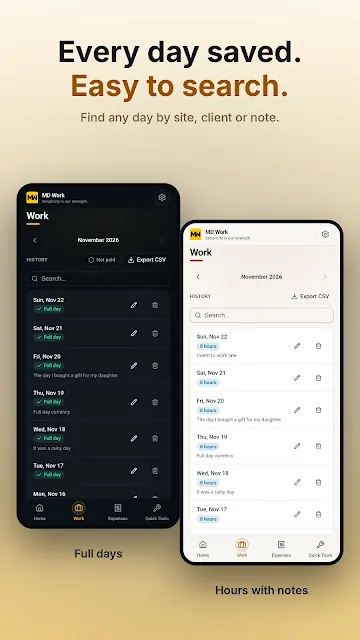 Every day saved.
Easy to search.
Find any day by site, client or note.
MW
MD Work
Simplicity is our strength.
Work
November 2026
HISTORY
Not paid
Export CSV
Search...
Sun, Nov 22
Full day
Sat, Nov 21
Full day
Fri, Nov 20
Full day
The day I bought a gift for my daughter
Thu, Nov 19
Full day
Full day currency
Wed, Nov 18
Full day
It was a rainy day
Tue, Nov 17
Full day
Mon, Nov 16
Home
Work
Expenses
Quick Tools
Full days
MW
MD Work
Simplicity is our strength.
Work
November 2026
HISTORY
Export CSV
Search...
Sun, Nov 22
8 hours
I went to work late
Sat, Nov 21
8 hours
Fri, Nov 20
8 hours
The day I bought a gift for my daughter
Thu, Nov 19
8 hours
Full day currency
Wed, Nov 18
8 hours
It was a rainy day
Tue, Nov 17
8 hours
Home
Work
Expenses
Quick Tools
Hours with notes